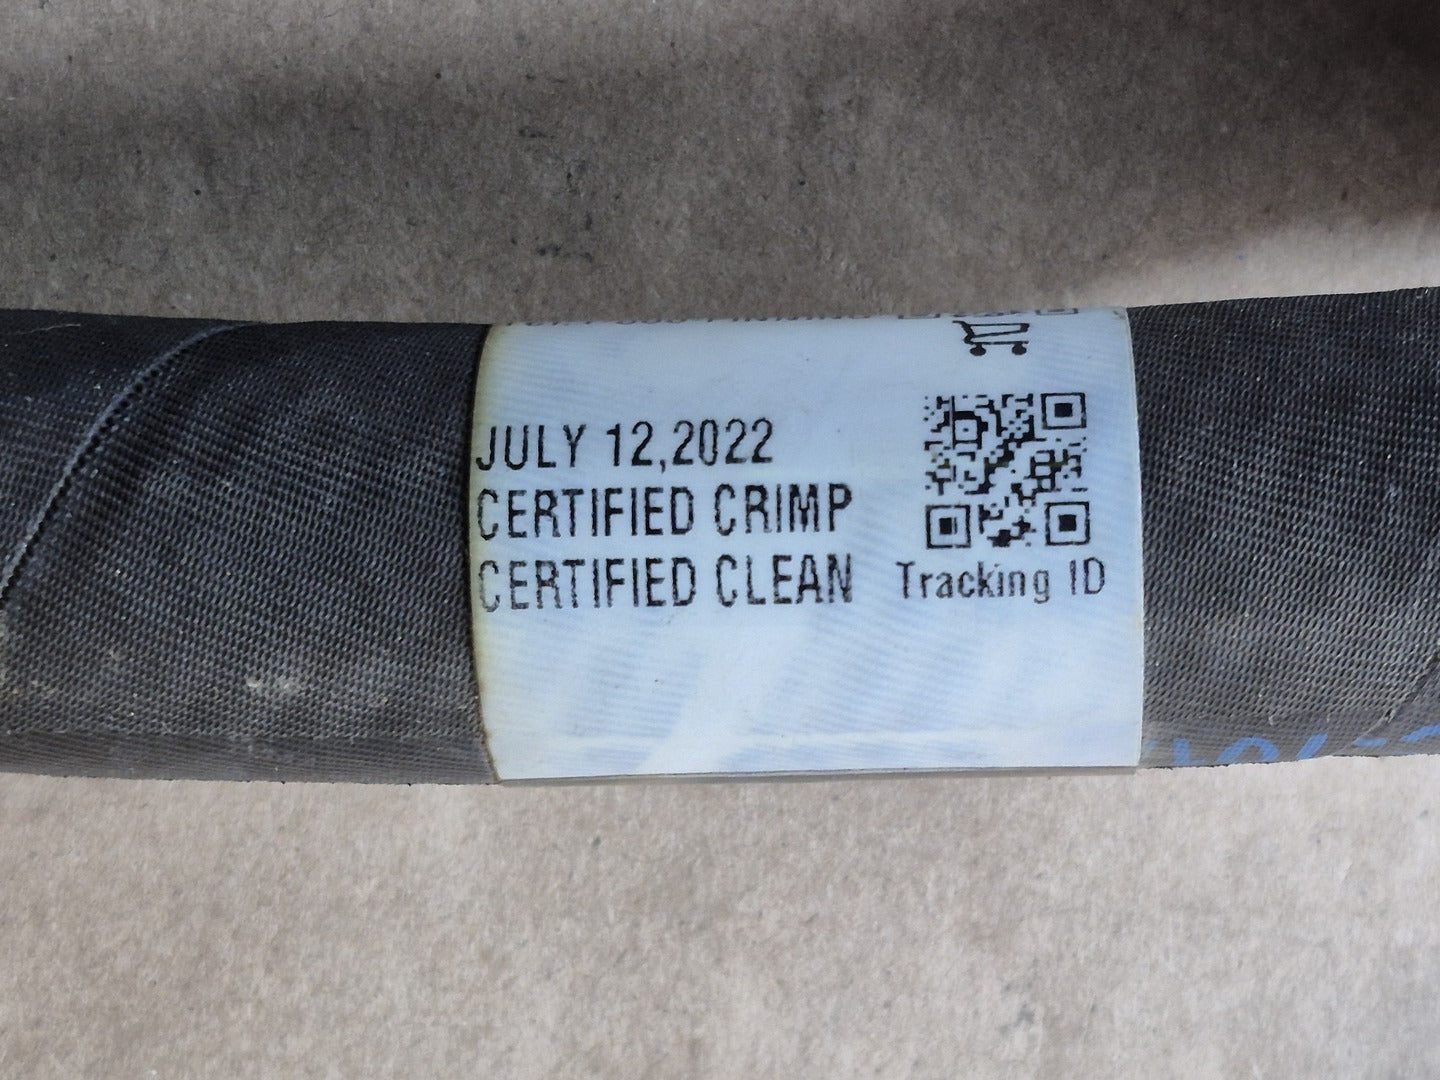 JULY 12,2022
CERTIFIED CRIMP
CERTIFIED CLEAN
Tracking ID